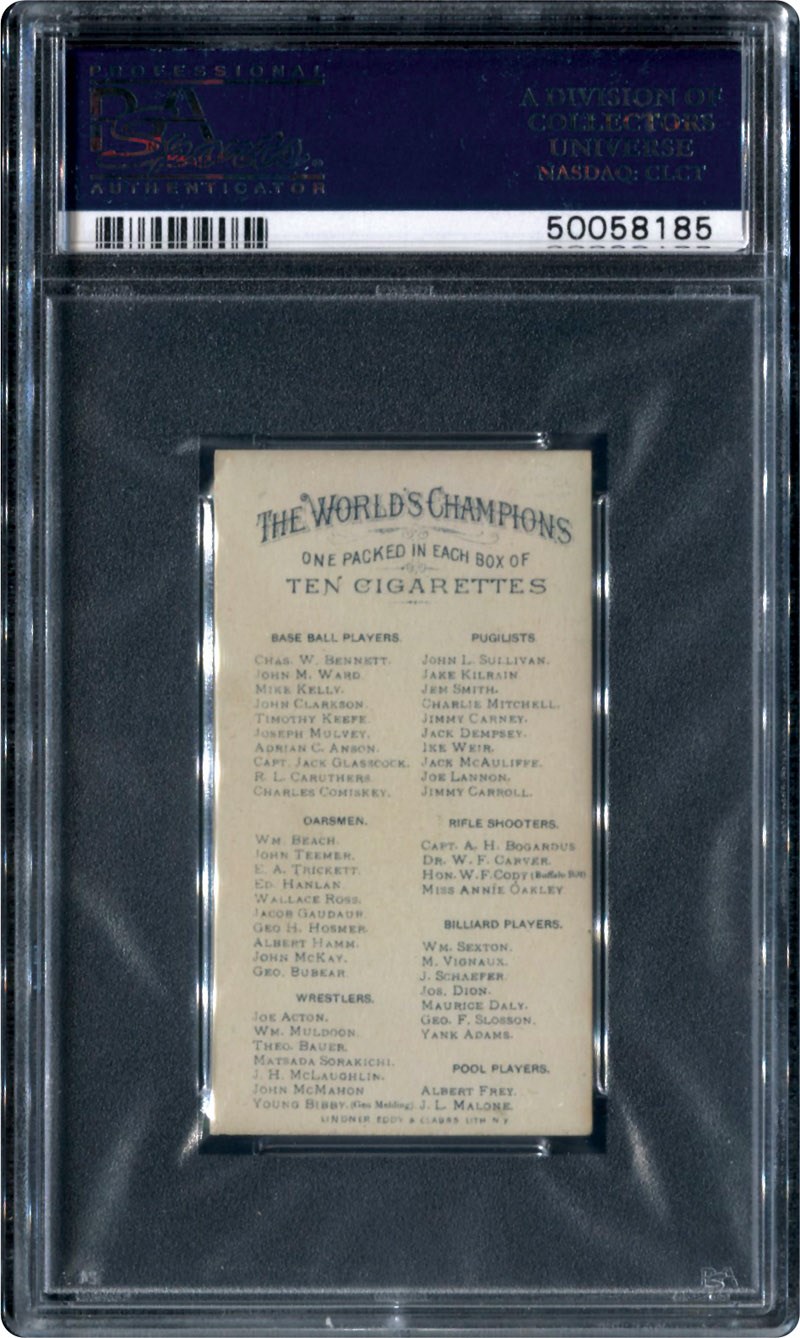 PROFESSIONAL
PSA
AUTHENTICATOR
A DIVISION OF
COLLECTORS
UNIVERSE
NASDAQ: CLCT
50058185
THE WORLD'S CHAMPIONS
ONE PACKED IN EACH BOX OF
TEN CIGARETTES
BASE BALL PLAYERS.
CHAS. W. BENNETT.
JOHN M. WARD.
MIKE KELLY.
JOHN CLARKSON.
TIMOTHY KEEFE.
JOSEPH MULVEY.
ADRIAN C. ANSON.
CAPT. JACK GLASSCOCK.
R. L. CARUTHERS.
CHARLES COMISKEY.
OARSMEN.
WM. BEACH.
JOHN TEEMER.
E. A. TRICKETT.
ED. HANLAN.
WALLACE ROSS.
JACOB GAUDAUR.
GEO H. HOSMER.
ALBERT HAMM.
JOHN MCKAY.
GEO. BUBEAR.
WRESTLERS.
JOE ACTON.
WM. MULDOON.
THEO. BAUER.
MATSADA SORAKICHI.
J. H. MCLAUGHLIN.
JOHN MCMAHON
YOUNG BIBBY. (Geo Mehling)
PUGILISTS
JOHN L. SULLIVAN.
JAKE KILRAIN
JEM SMITH.
CHARLIE MITCHELL.
JIMMY CARNEY.
JACK DEMPSEY.
IKE WEIR.
JACK MCAULIFFE.
JOE LANNON.
JIMMY CARROLL.
RIFLE SHOOTERS.
CAPT. A. H. BOGARDUS
DR. W. F. CARVER.
HON. W. F. CODY (Buffalo Bill)
MISS ANNIE OAKLEY
BILLIARD PLAYERS.
WM. SEXTON.
M. VIGNAUX.
J. SCHAEFER.
JOS. DION.
MAURICE DALY.
GEO. F. SLOSSON.
YANK ADAMS.
POOL PLAYERS.
ALBERT FREY.
J. L. MALONE.
LINDNER EDDY & CLAUSS LITH N Y
PSA